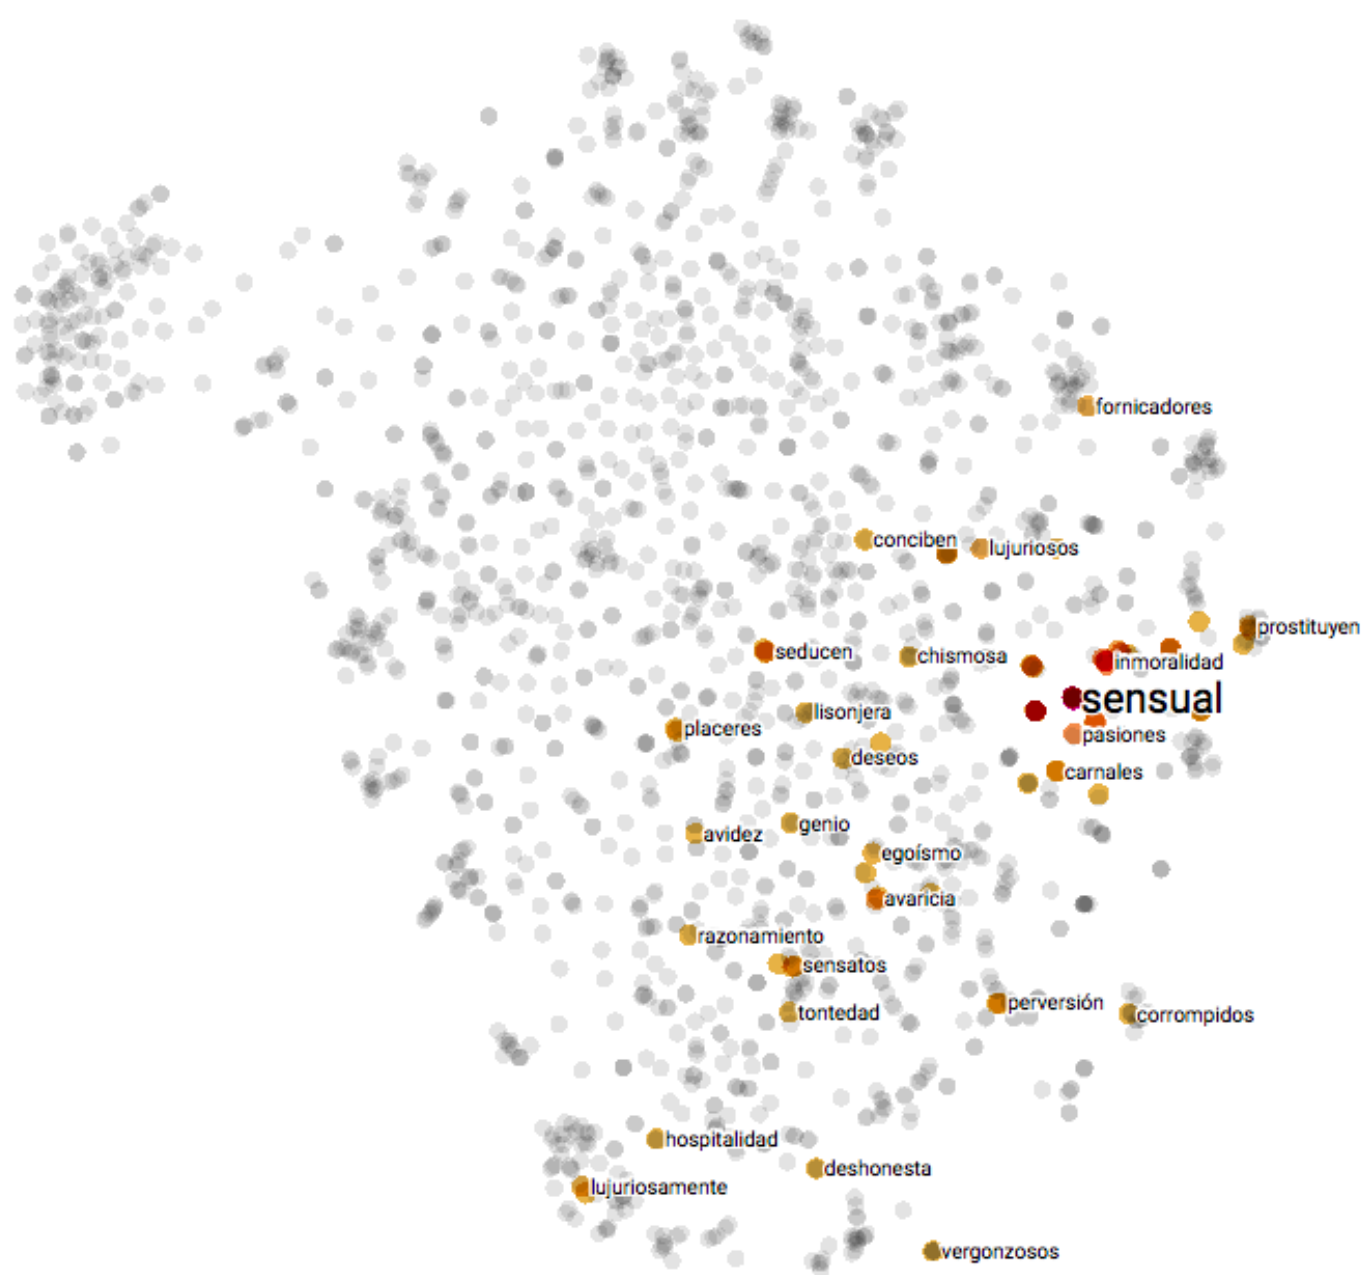 fornicadores
conciben
lujuriosos
prostituyen
seducen
chismosa
inmoralidad
sensual
lisonjera
placeres
pasiones
deseos
carnales
genio
avidez
egoísmo
avaricia
razonamiento
sensatos
perversión
tontedad
corrompidos
hospitalidad
deshonesta
lujuriosamente
vergonzosos